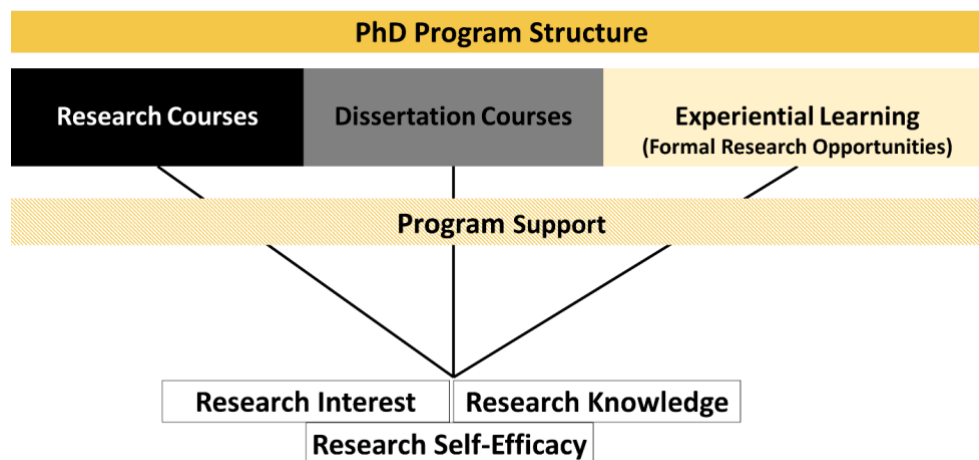 PhD Program Structure
Research Courses
Dissertation Courses
Experiential Learning
(Formal Research Opportunities)
Program Support
Research Interest
Research Knowledge
Research Self-Efficacy